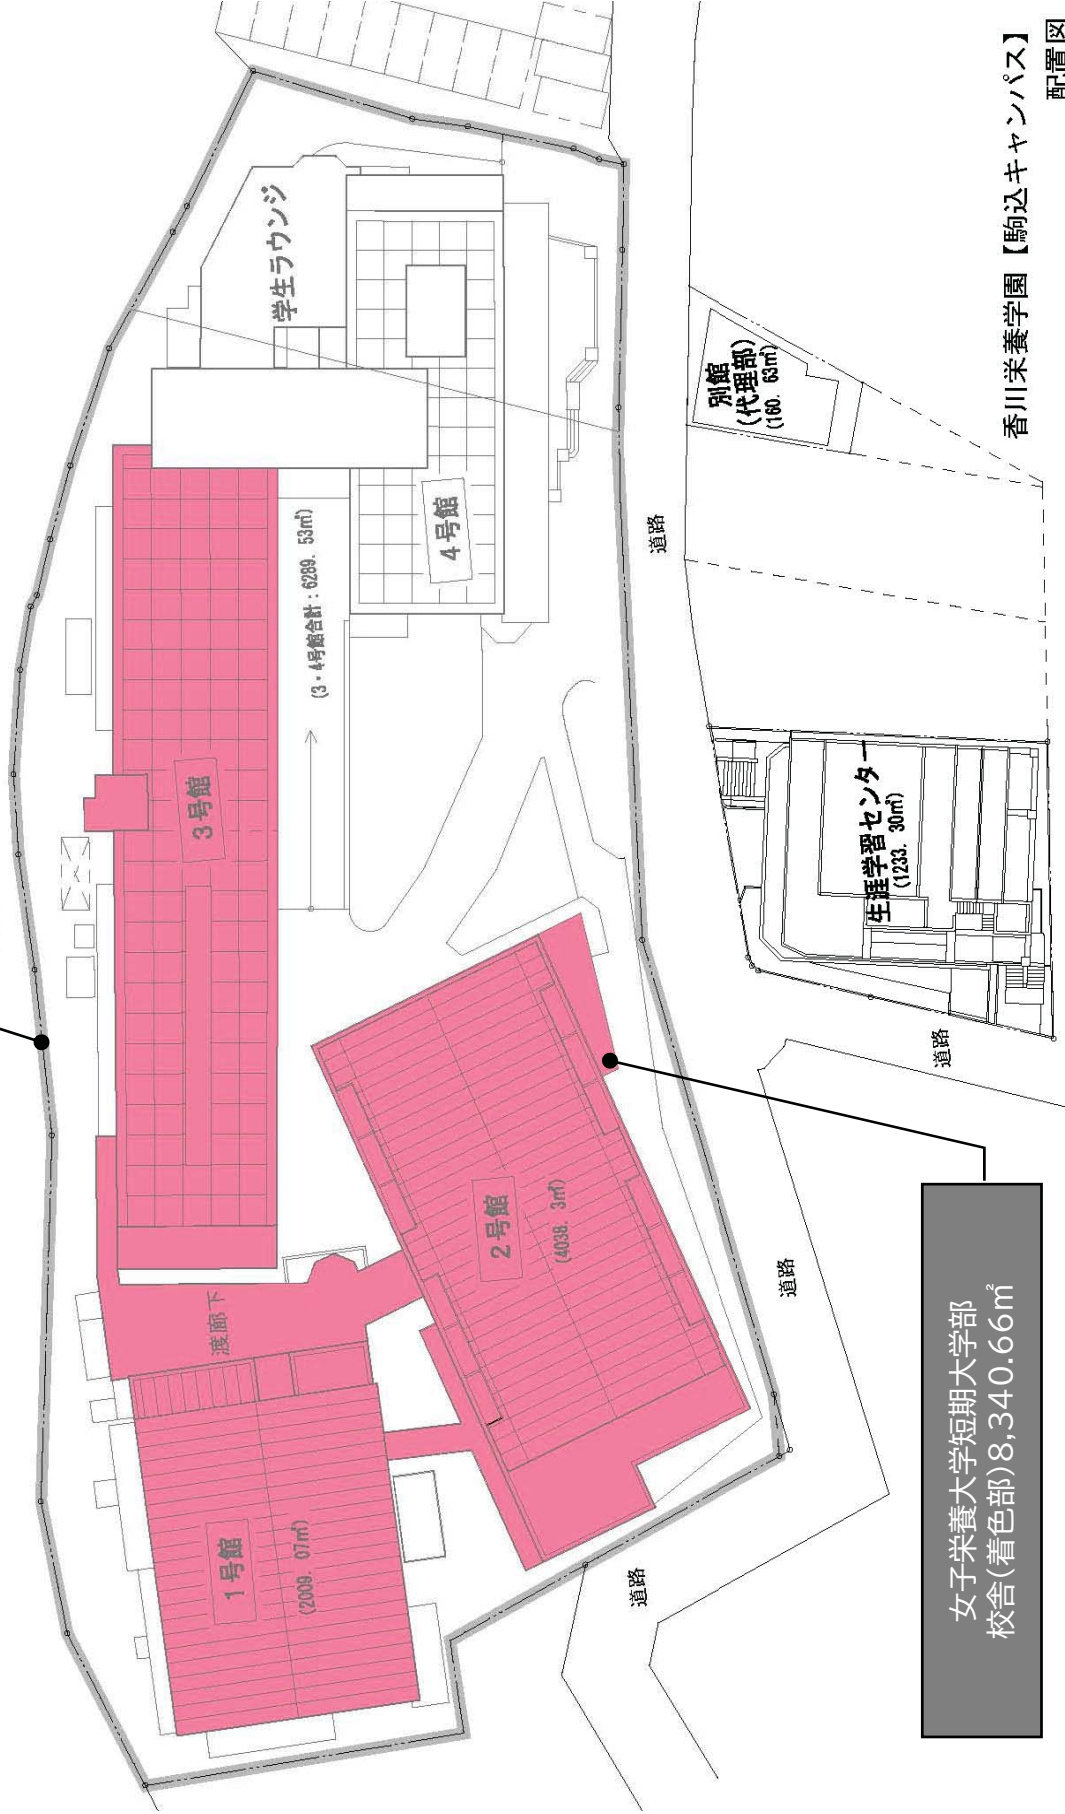 香川栄養学園【駒込キャンパス】
配置図
学生ラウンジ
4号館
(3・4号館合計：6289. 53㎡)
3号館
渡廊下
1号館
(2009. 07㎡)
2号館
(4038. 3㎡)
別館
(代理部)
(160. 63㎡)
生涯学習センター
(1233. 30㎡)
道路
道路
道路
道路
女子栄養大学短期大学部
校舎(着色部)8,340.66㎡